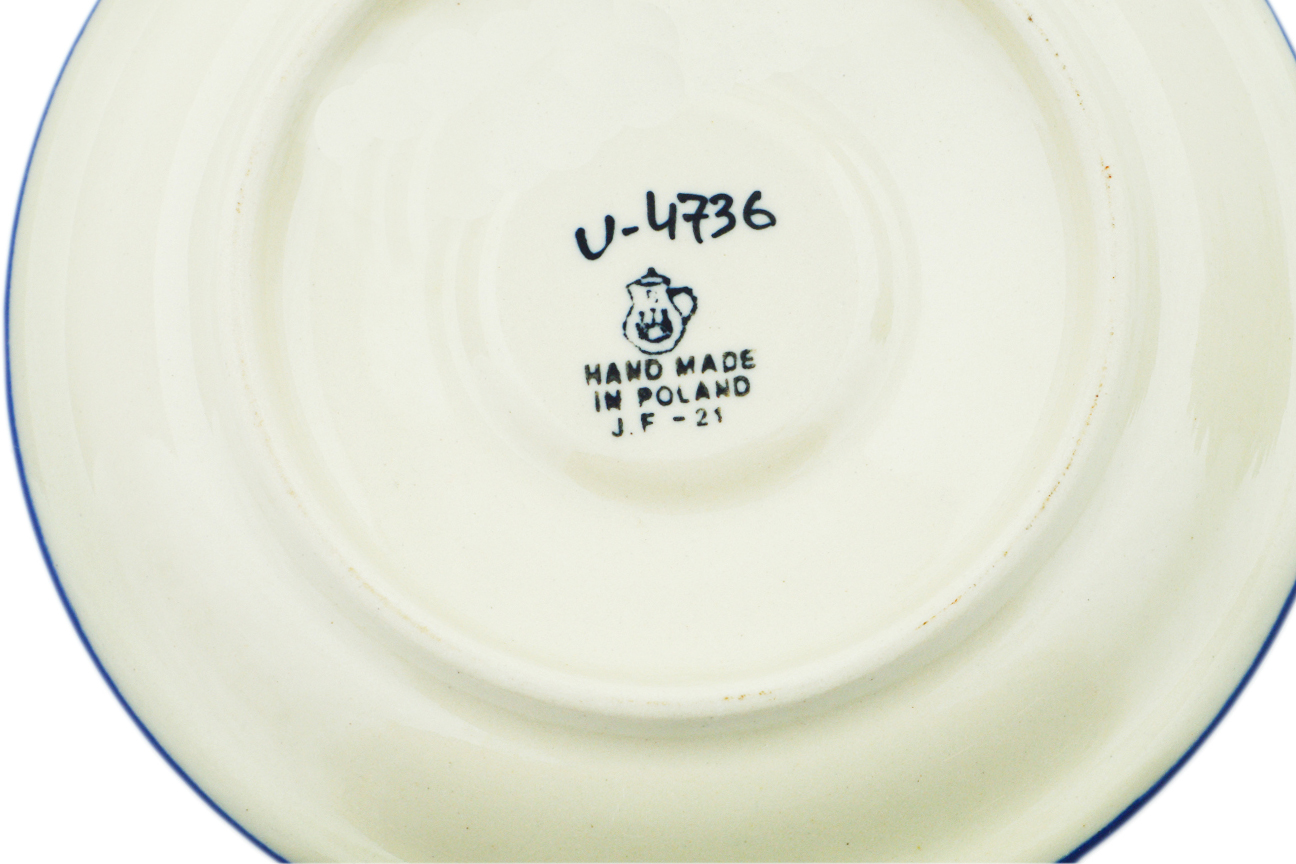 U-4736
HAND MADE
IN POLAND
J.F - 21